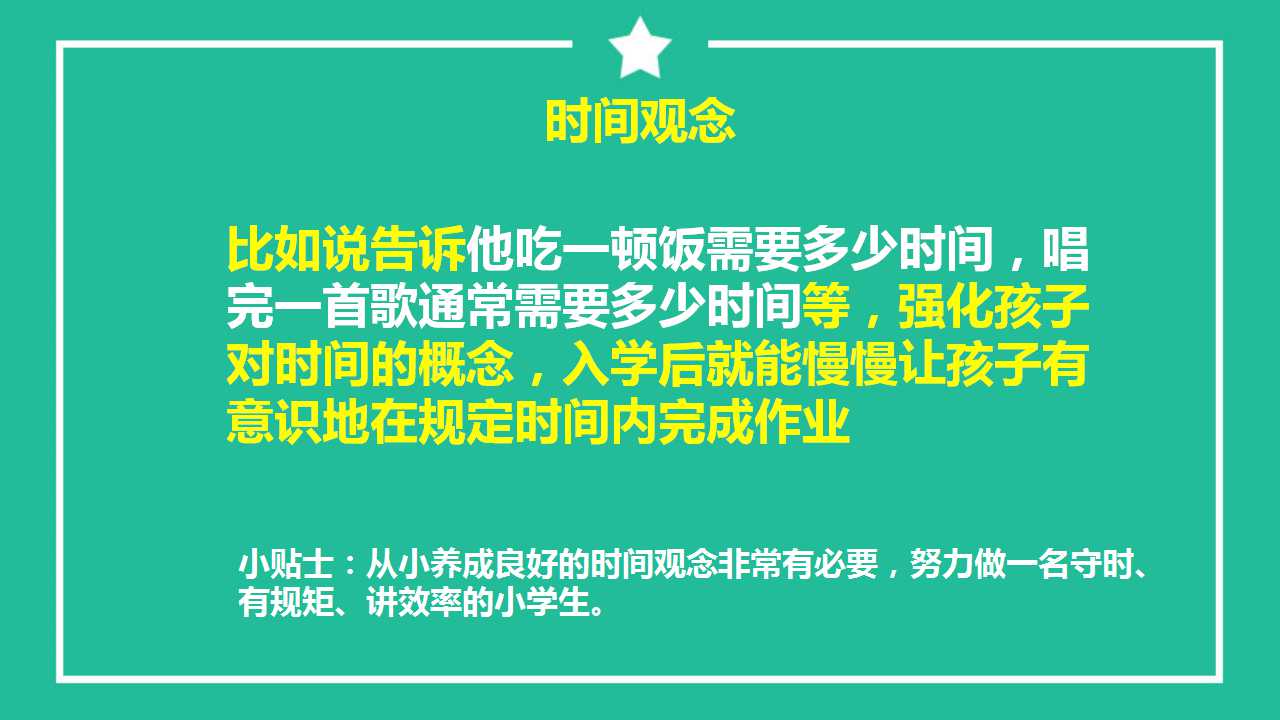 时间观念
比如说告诉他吃一顿饭需要多少时间，唱
完一首歌通常需要多少时间等，强化孩子
对时间的概念，入学后就能慢慢让孩子有
意识地在规定时间内完成作业
小贴士：从小养成良好的时间观念非常有必要，努力做一名守时、
有规矩、讲效率的小学生。